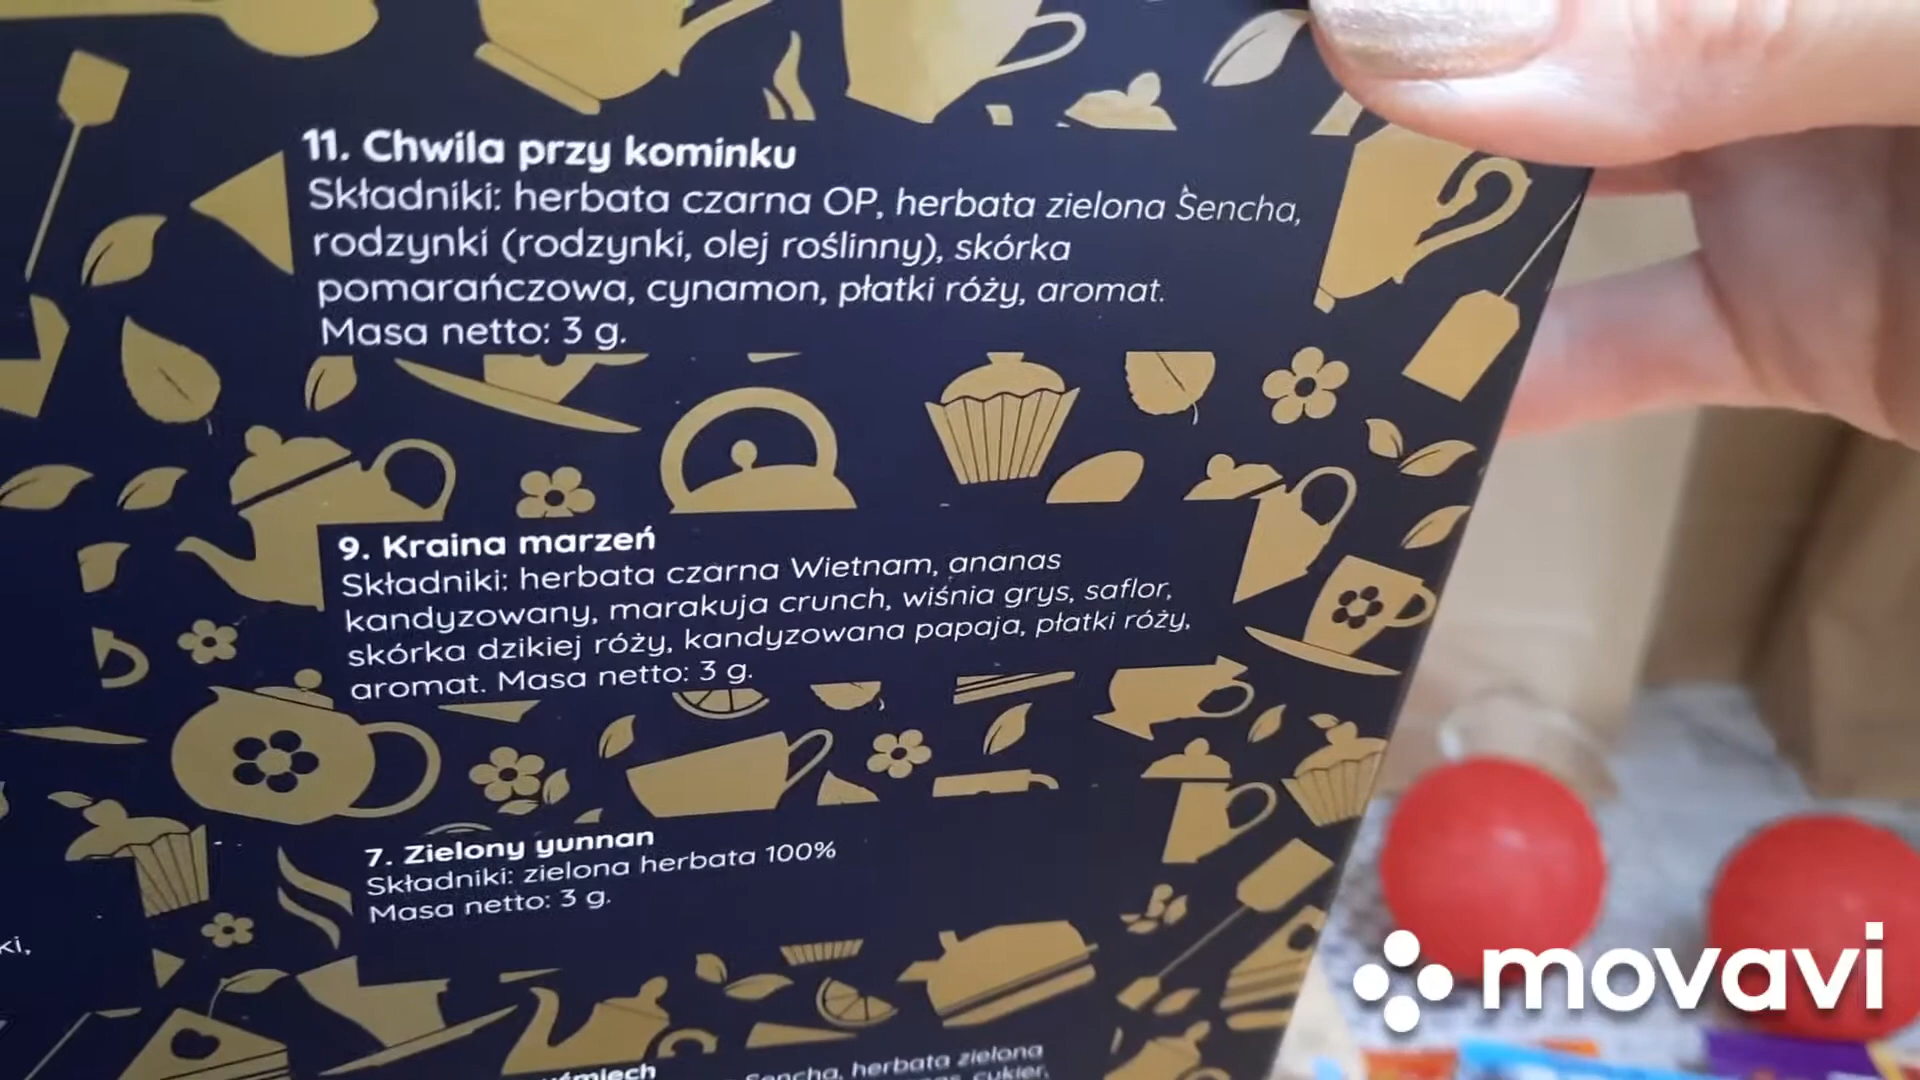 11. Chwila przy kominku
Składniki: herbata czarna OP, herbata zielona Sencha,
rodzynki (rodzynki, olej roślinny), skórka
pomarańczowa, cynamon, płatki róży, aromat.
Masa netto: 3 g.
9. Kraina marzeń
Składniki: herbata czarna Wietnam, ananas
kandyzowany, marakuja crunch, wiśnia grys, saflor,
skórka dzikiej róży, kandyzowana papaja, płatki róży,
aromat. Masa netto: 3 g.
7. Zielony yunnan
Składniki: zielona herbata 100%
Masa netto: 3 g.
Sencha, herbata zielona
cukier,
movavi